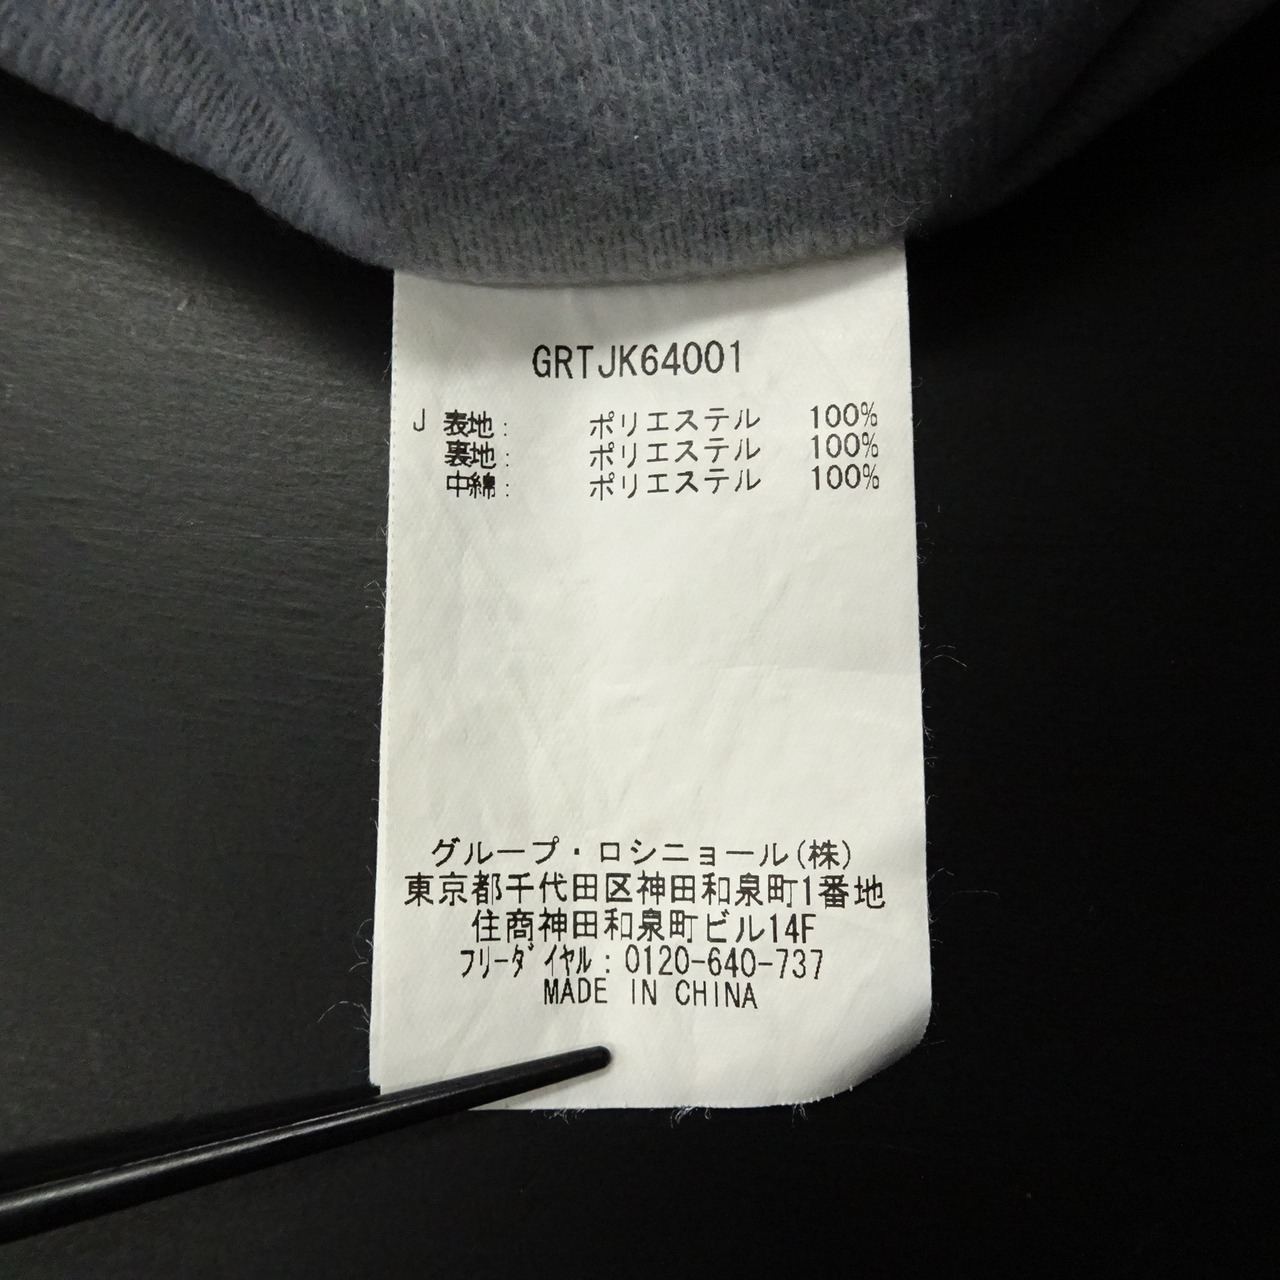 GRTJK64001
J 表地: ポリエステル 100%
裏地: ポリエステル 100%
中綿: ポリエステル 100%
グループ・ロシニョール(株)
東京都千代田区神田和泉町1番地
住商神田和泉町ビル14F
ﾌﾘｰﾀﾞｲﾔﾙ:0120-640-737
MADE IN CHINA